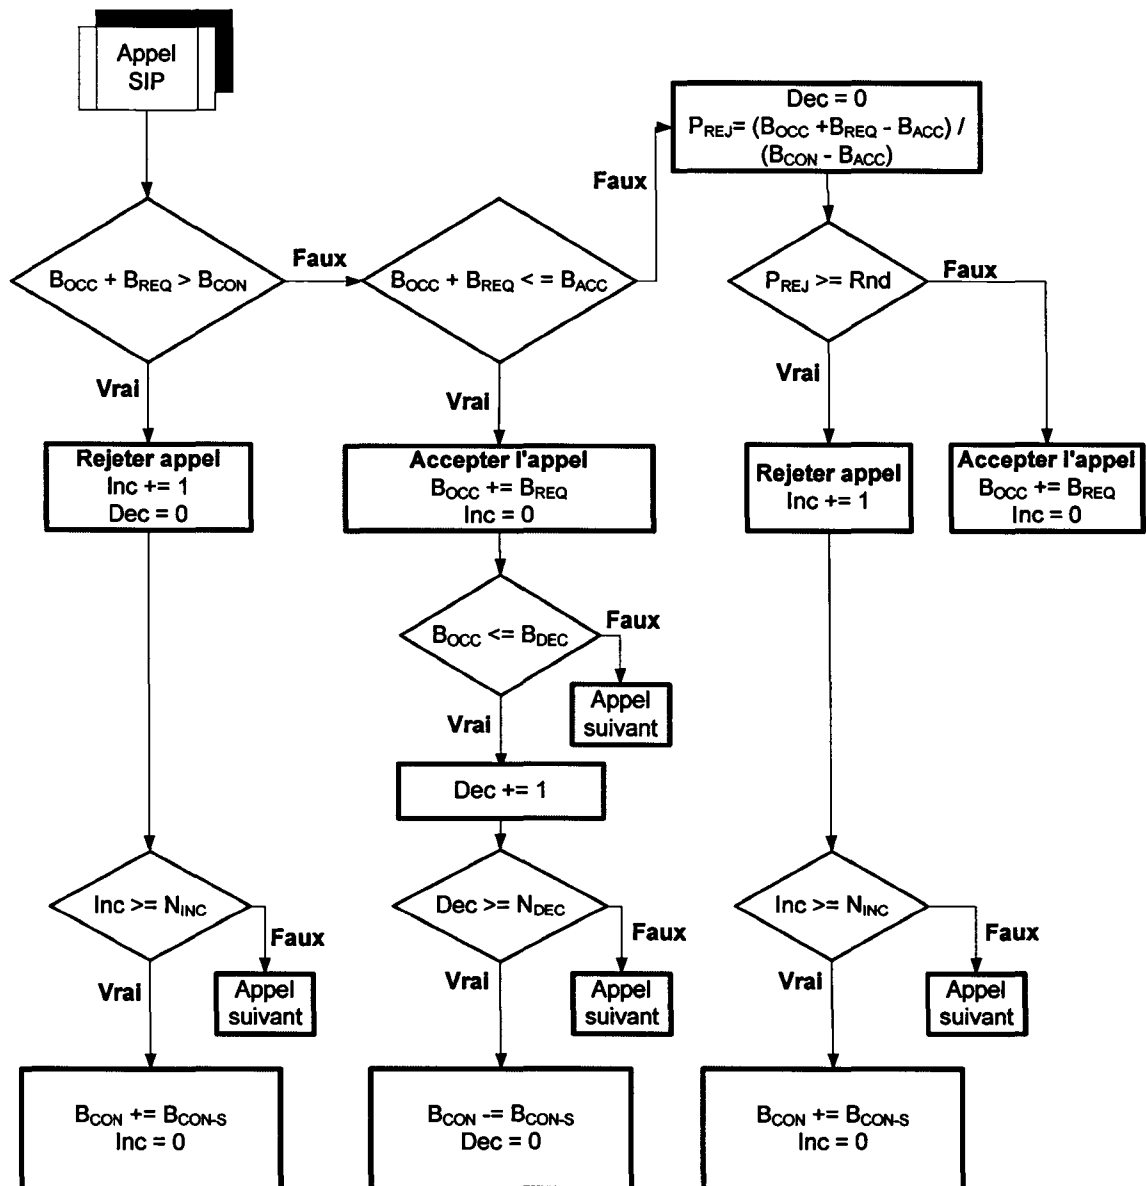 Appel
SIP
Dec = 0
P_REJ= (B_OCC +B_REQ - B_ACC) /
(B_CON - B_ACC)
Faux
B_OCC + B_REQ > B_CON
Faux
B_OCC + B_REQ < = B_ACC
P_REJ >= Rnd
Faux
Vrai
Vrai
Vrai
Rejeter appel
Inc += 1
Dec = 0
Accepter l'appel
B_OCC += B_REQ
Inc = 0
Rejeter appel
Inc += 1
Accepter l'appel
B_OCC += B_REQ
Inc = 0
B_OCC <= B_DEC
Faux
Appel
suivant
Vrai
Dec += 1
Inc >= N_INC
Faux
Vrai
Appel
suivant
Dec >= N_DEC
Faux
Vrai
Appel
suivant
Inc >= N_INC
Faux
Vrai
Appel
suivant
B_CON += B_CON-S
Inc = 0
B_CON -= B_CON-S
Dec = 0
B_CON += B_CON-S
Inc = 0